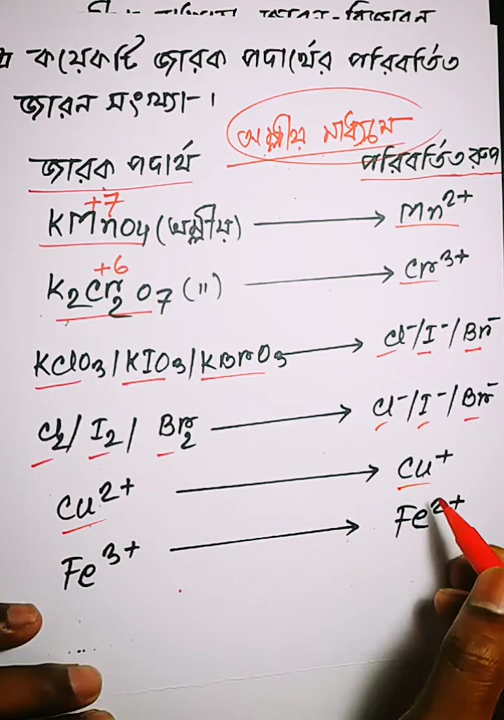 কয়েকটি জারক পদার্থের পরিবর্তিত
জারন সংখ্যা-।
অম্লীয় মাধ্যমে
জারক পদার্থ পরিবর্তিত রূপ
+7
KMnO4 (অম্লীয়) → Mn2+
+6
K2Cr2O7 (") → Cr3+
KClO3/KIO3/KBrO3 → Cl-/I-/Br-
Cl2/ I2/ Br2 → Cl-/I-/Br-
Cu2+ → Cu+
Fe3+ → Fe2+